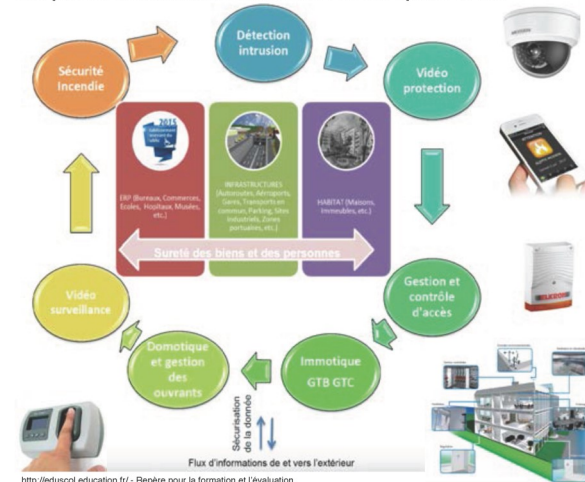 Détection
intrusion
Sécurité
Incendie
Vidéo
protection
2015
ERP (Bureaux, Commerces,
Ecoles, Hopitaux, Musées,
etc.)
INFRASTRUCTURES
(Autoroutes, Aéroports,
Gares, Transports en
commun, Parking, Sites
Industriels, Zones
portuaires, etc.)
HABITAT (Maisons,
Immeubles, etc.)
Sureté des biens et des personnes
Gestion et
contrôle
d'accès
Vidéo
surveillance
Domotique
et gestion
des
ouvrants
Immotique
GTB GTC
Sécurisation
de la donnée
Flux d'informations de et vers l'extérieur
http://eduscol.education.fr/ - Repère pour la formation et l'évaluation